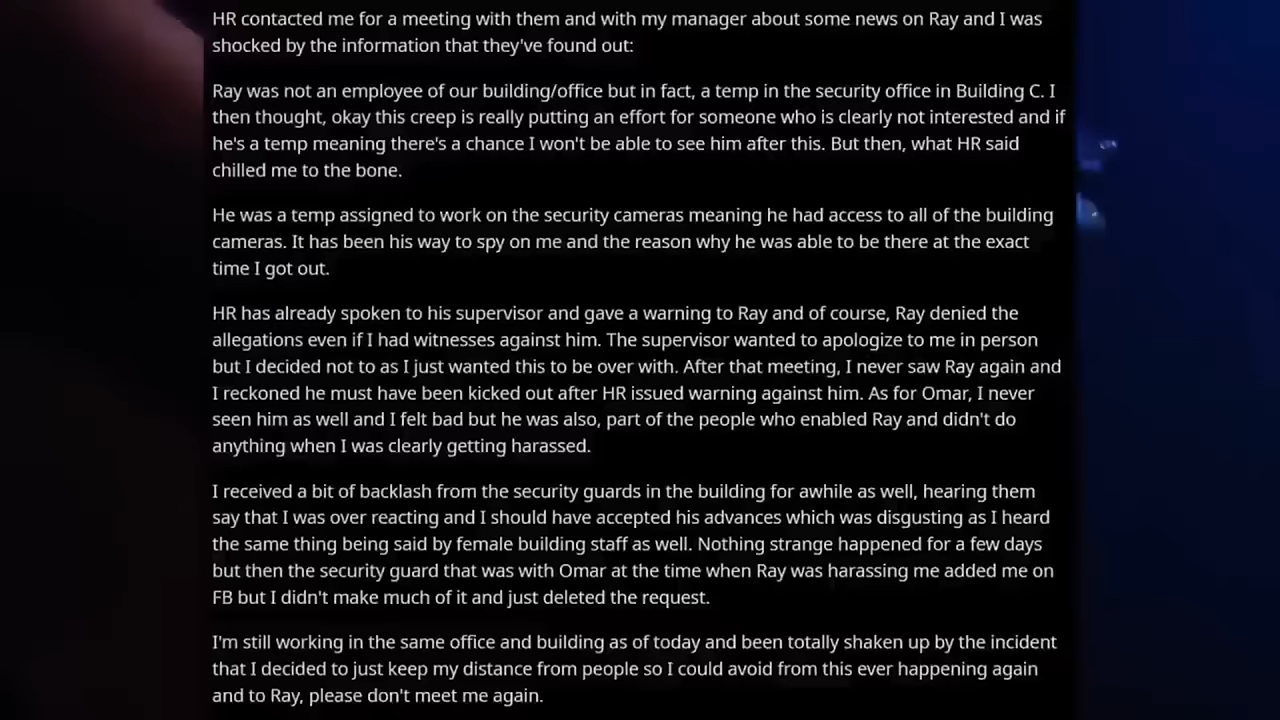 HR contacted me for a meeting with them and with my manager about some news on Ray and I was
shocked by the information that they've found out:
Ray was not an employee of our building/office but in fact, a temp in the security office in Building C. I
then thought, okay this creep is really putting an effort for someone who is clearly not interested and if
he's a temp meaning there's a chance I won't be able to see him after this. But then, what HR said
chilled me to the bone.
He was a temp assigned to work on the security cameras meaning he had access to all of the building
cameras. It has been his way to spy on me and the reason why he was able to be there at the exact
time I got out.
HR has already spoken to his supervisor and gave a warning to Ray and of course, Ray denied the
allegations even if I had witnesses against him. The supervisor wanted to apologize to me in person
but I decided not to as I just wanted this to be over with. After that meeting, I never saw Ray again and
I reckoned he must have been kicked out after HR issued warning against him. As for Omar, I never
seen him as well and I felt bad but he was also, part of the people who enabled Ray and didn't do
anything when I was clearly getting harassed.
I received a bit of backlash from the security guards in the building for awhile as well, hearing them
say that I was over reacting and I should have accepted his advances which was disgusting as I heard
the same thing being said by female building staff as well. Nothing strange happened for a few days
but then the security guard that was with Omar at the time when Ray was harassing me added me on
FB but I didn't make much of it and just deleted the request.
I'm still working in the same office and building as of today and been totally shaken up by the incident
that I decided to just keep my distance from people so I could avoid from this ever happening again
and to Ray, please don't meet me again.